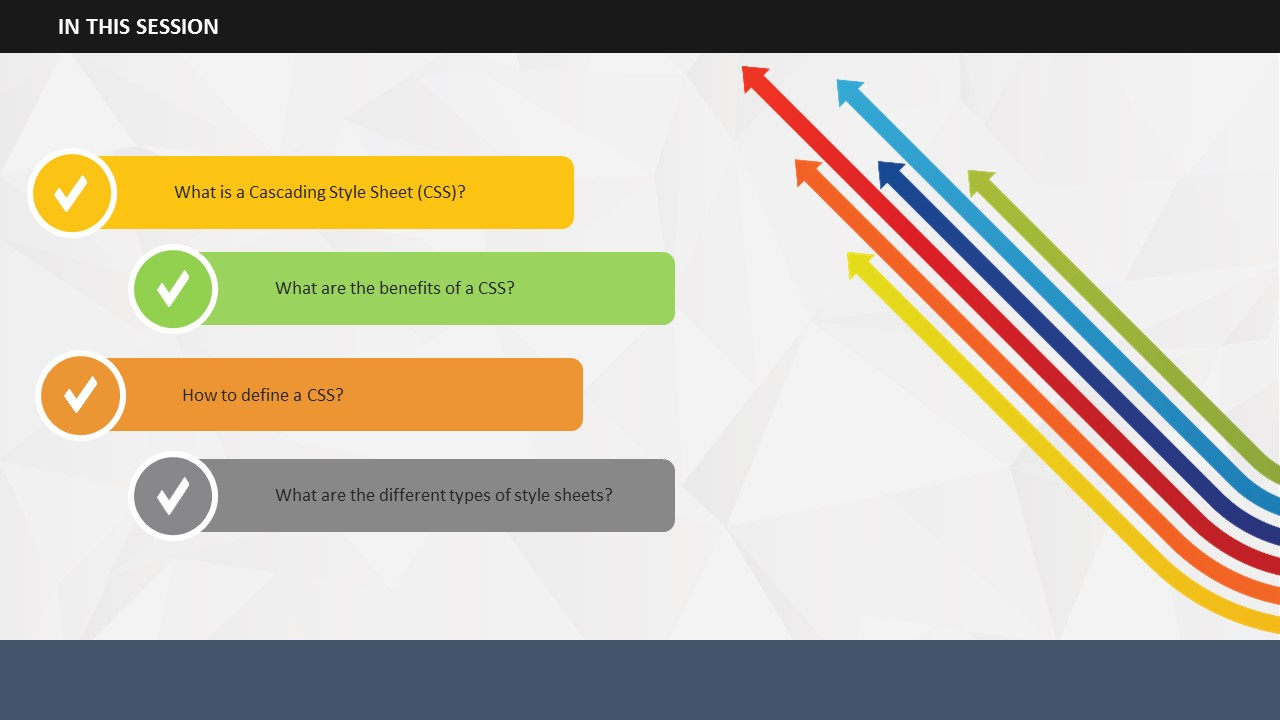 IN THIS SESSION
What is a Cascading Style Sheet (CSS)?
What are the benefits of a CSS?
How to define a CSS?
What are the different types of style sheets?